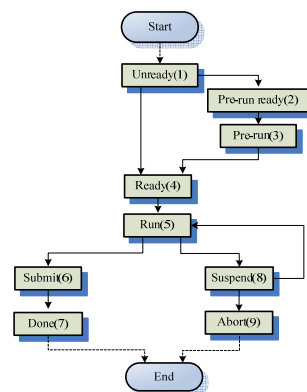 Start
Unready(1)
Pre-run ready(2)
Pre-run(3)
Ready(4)
Run(5)
Submit(6)
Suspend(8)
Done(7)
Abort(9)
End